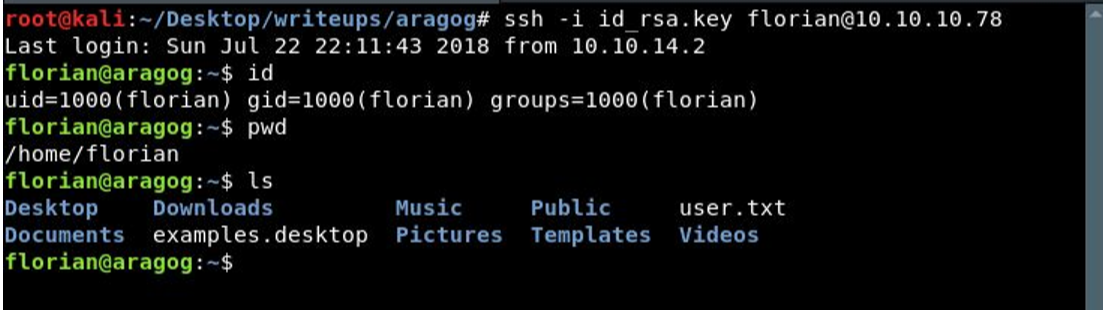 root@kali:~/Desktop/writeups/aragog# ssh -i id_rsa.key florian@10.10.10.78
Last login: Sun Jul 22 22:11:43 2018 from 10.10.14.2
florian@aragog:~$ id
uid=1000(florian) gid=1000(florian) groups=1000(florian)
florian@aragog:~$ pwd
/home/florian
florian@aragog:~$ ls
Desktop    Downloads         Music     Public     user.txt
Documents  examples.desktop  Pictures  Templates  Videos
florian@aragog:~$